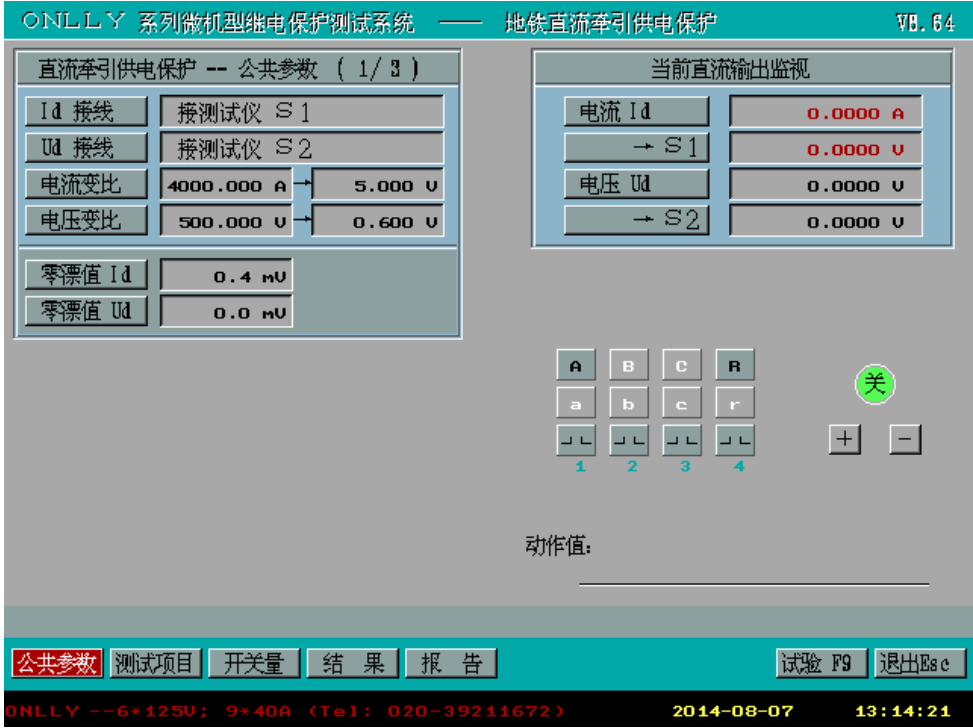 ONLLY 系列微机型继电保护测试系统 —— 地铁直流牵引供电保护 V8.64
直流牵引供电保护 -- 公共参数 ( 1/ 3 )
Id 接线 接测试仪 S1
Ud 接线 接测试仪 S2
电流变比 4000.000 A → 5.000 V
电压变比 500.000 V → 0.600 V
零漂值 Id 0.4 mV
零漂值 Ud 0.0 mV
当前直流输出监视
电流 Id 0.0000 A
→ S1 0.0000 V
电压 Ud 0.0000 V
→ S2 0.0000 V
A B C R
a b c r
1 2 3 4
关
+ -
动作值:
公共参数 测试项目 开关量 结 果 报 告 试验 F9 退出Esc
ONLLY --6*125V; 9*40A (Tel: 020-39211672) 2014-08-07 13:14:21